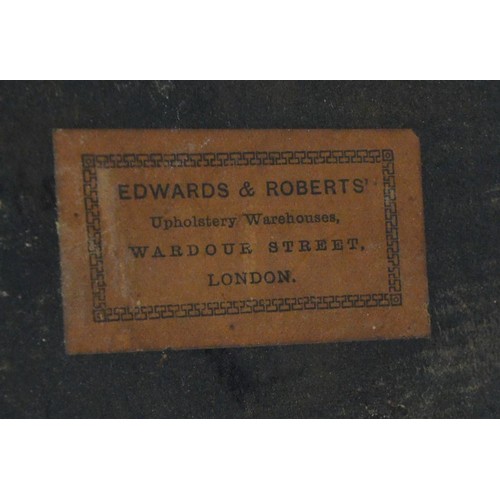 EDWARDS & ROBERTS'
Upholstery Warehouses,
WARDOUR STREET,
LONDON.